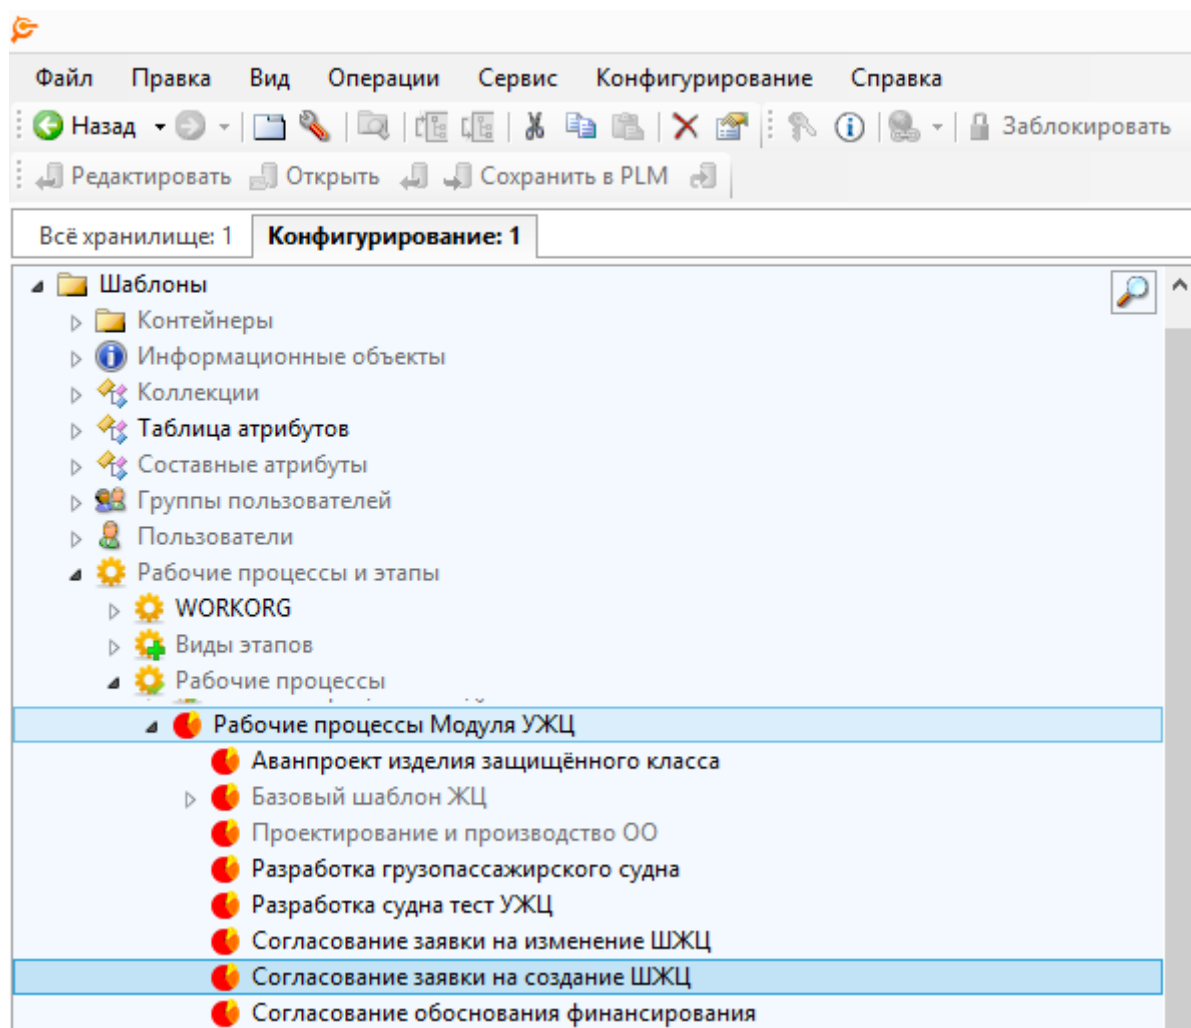 Файл Правка Вид Операции Сервис Конфигурирование Справка
Назад Заблокировать
Редактировать Открыть Сохранить в PLM
Всё хранилище: 1 Конфигурирование: 1
Шаблоны
Контейнеры
Информационные объекты
Коллекции
Таблица атрибутов
Составные атрибуты
Группы пользователей
Пользователи
Рабочие процессы и этапы
WORKORG
Виды этапов
Рабочие процессы
Рабочие процессы Модуля УЖЦ
Аванпроект изделия защищённого класса
Базовый шаблон ЖЦ
Проектирование и производство ОО
Разработка грузопассажирского судна
Разработка судна тест УЖЦ
Согласование заявки на изменение ШЖЦ
Согласование заявки на создание ШЖЦ
Согласование обоснования финансирования